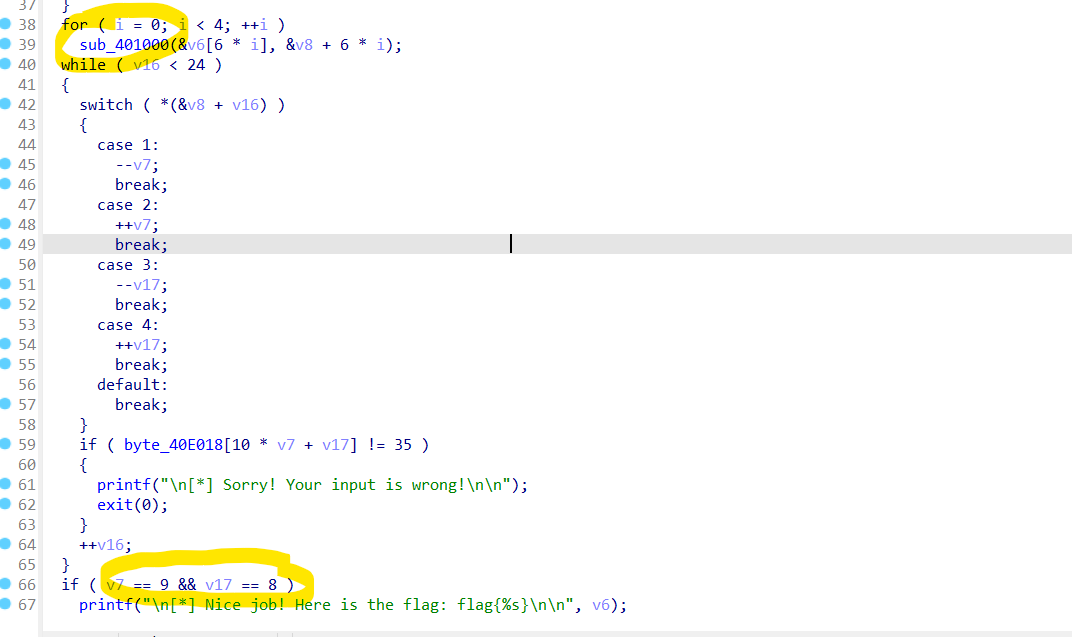 37 }
38 for ( i = 0; i < 4; ++i )
39 sub_401000(&v6[6 * i], &v8 + 6 * i);
40 while ( v16 < 24 )
41 {
42 switch ( *(&v8 + v16) )
43 {
44 case 1:
45 --v7;
46 break;
47 case 2:
48 ++v7;
49 break;
50 case 3:
51 --v17;
52 break;
53 case 4:
54 ++v17;
55 break;
56 default:
57 break;
58 }
59 if ( byte_40E018[10 * v7 + v17] != 35 )
60 {
61 printf("\n[*] Sorry! Your input is wrong!\n\n");
62 exit(0);
63 }
64 ++v16;
65 }
66 if ( v7 == 9 && v17 == 8 )
67 printf("\n[*] Nice job! Here is the flag: flag{%s}\n\n", v6);